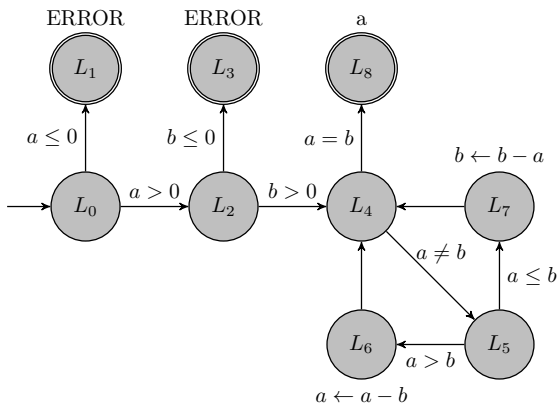 ERROR ERROR a
L₁ L₃ L₈
a ≤ 0 b ≤ 0 a = b b ← b − a
L₀ a > 0 L₂ b > 0 L₄ L₇
a ≠ b
a ≤ b
L₆ a > b L₅
a ← a − b